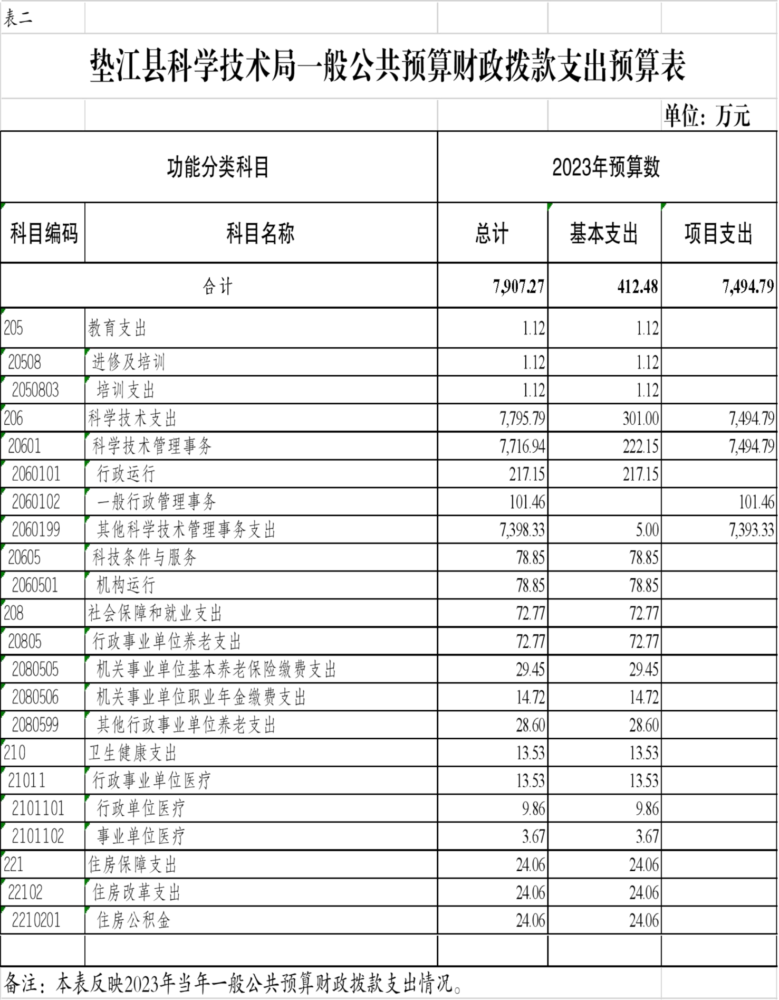 表二
垫江县科学技术局一般公共预算财政拨款支出预算表
单位：万元
功能分类科目 2023年预算数
科目编码 科目名称 总计 基本支出 项目支出
合计 7,907.27 412.48 7,494.79
205 教育支出 1.12 1.12
20508 进修及培训 1.12 1.12
2050803 培训支出 1.12 1.12
206 科学技术支出 7,795.79 301.00 7,494.79
20601 科学技术管理事务 7,716.94 222.15 7,494.79
2060101 行政运行 217.15 217.15
2060102 一般行政管理事务 101.46 101.46
2060199 其他科学技术管理事务支出 7,398.33 5.00 7,393.33
20605 科技条件与服务 78.85 78.85
2060501 机构运行 78.85 78.85
208 社会保障和就业支出 72.77 72.77
20805 行政事业单位养老支出 72.77 72.77
2080505 机关事业单位基本养老保险缴费支出 29.45 29.45
2080506 机关事业单位职业年金缴费支出 14.72 14.72
2080599 其他行政事业单位养老支出 28.60 28.60
210 卫生健康支出 13.53 13.53
21011 行政事业单位医疗 13.53 13.53
2101101 行政单位医疗 9.86 9.86
2101102 事业单位医疗 3.67 3.67
221 住房保障支出 24.06 24.06
22102 住房改革支出 24.06 24.06
2210201 住房公积金 24.06 24.06
备注：本表反映2023年当年一般公共预算财政拨款支出情况。